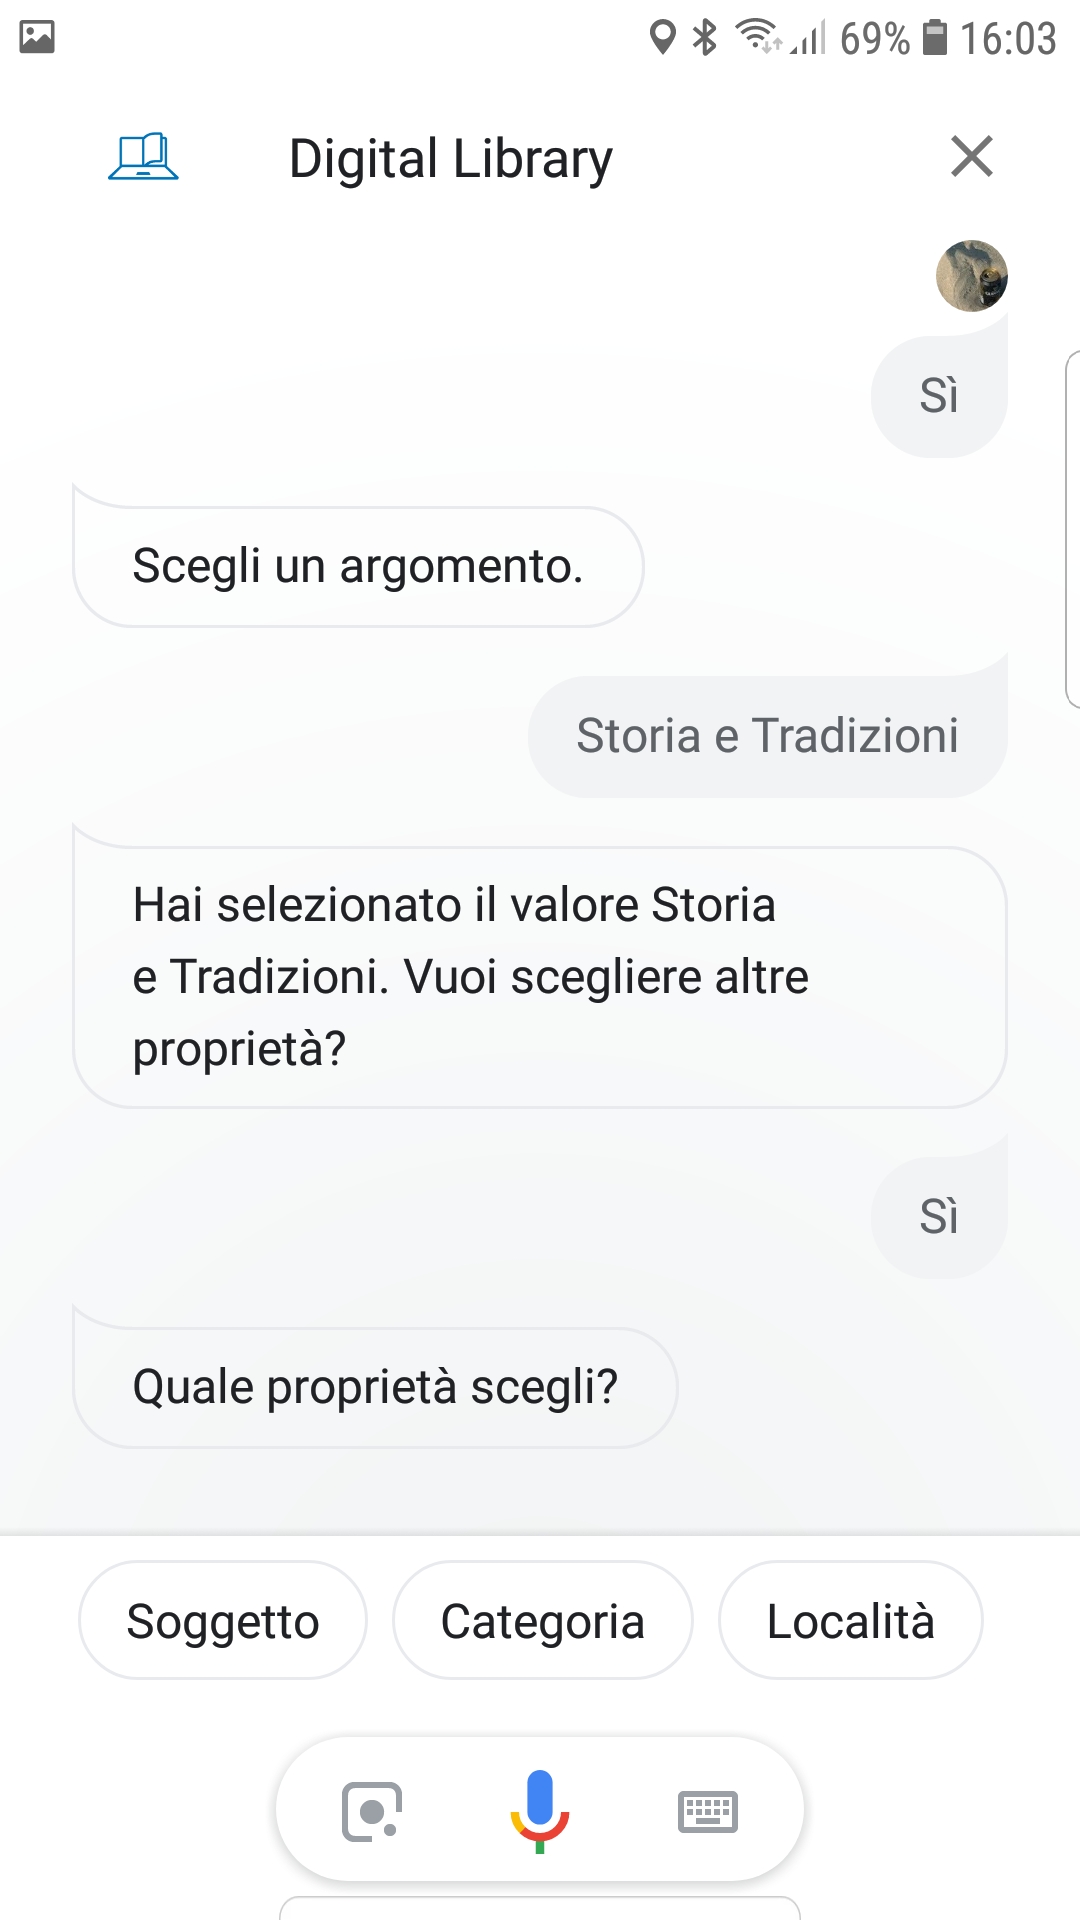 69% 16:03
Digital Library
Sì
Scegli un argomento.
Storia e Tradizioni
Hai selezionato il valore Storia
e Tradizioni. Vuoi scegliere altre
proprietà?
Sì
Quale proprietà scegli?
Soggetto Categoria Località